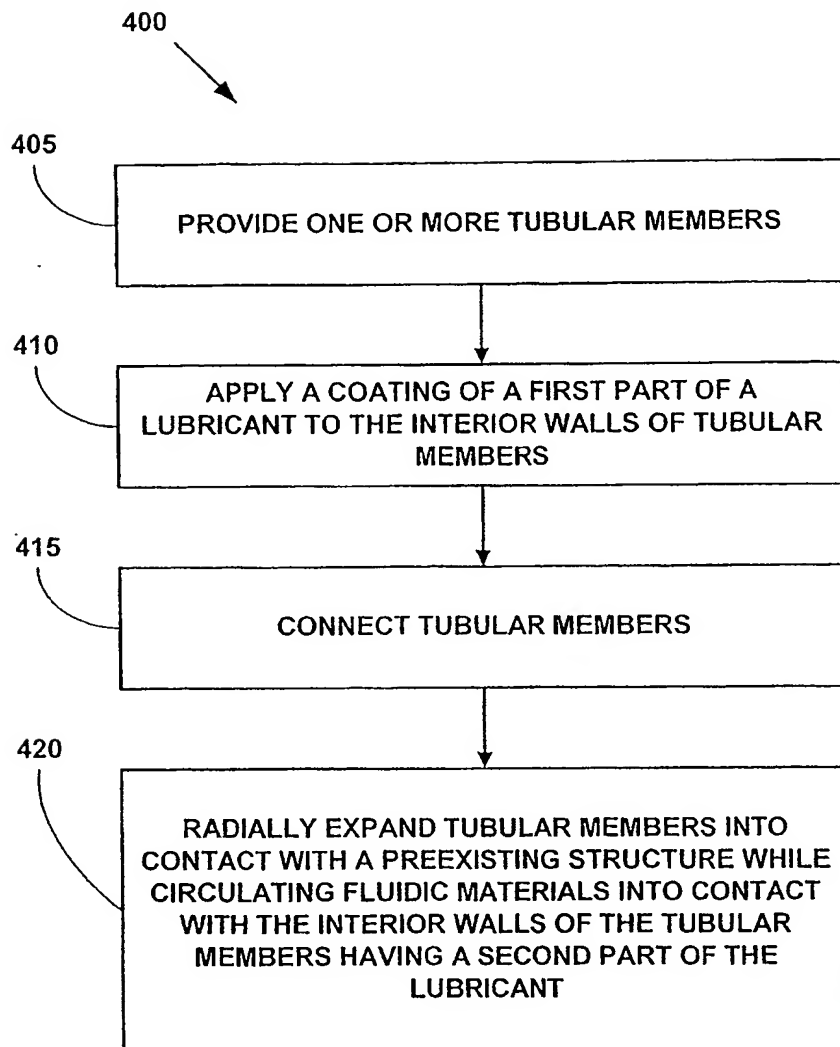 400
405
PROVIDE ONE OR MORE TUBULAR MEMBERS
410
APPLY A COATING OF A FIRST PART OF A
LUBRICANT TO THE INTERIOR WALLS OF TUBULAR
MEMBERS
415
CONNECT TUBULAR MEMBERS
420
RADIALLY EXPAND TUBULAR MEMBERS INTO
CONTACT WITH A PREEXISTING STRUCTURE WHILE
CIRCULATING FLUIDIC MATERIALS INTO CONTACT
WITH THE INTERIOR WALLS OF THE TUBULAR
MEMBERS HAVING A SECOND PART OF THE
LUBRICANT